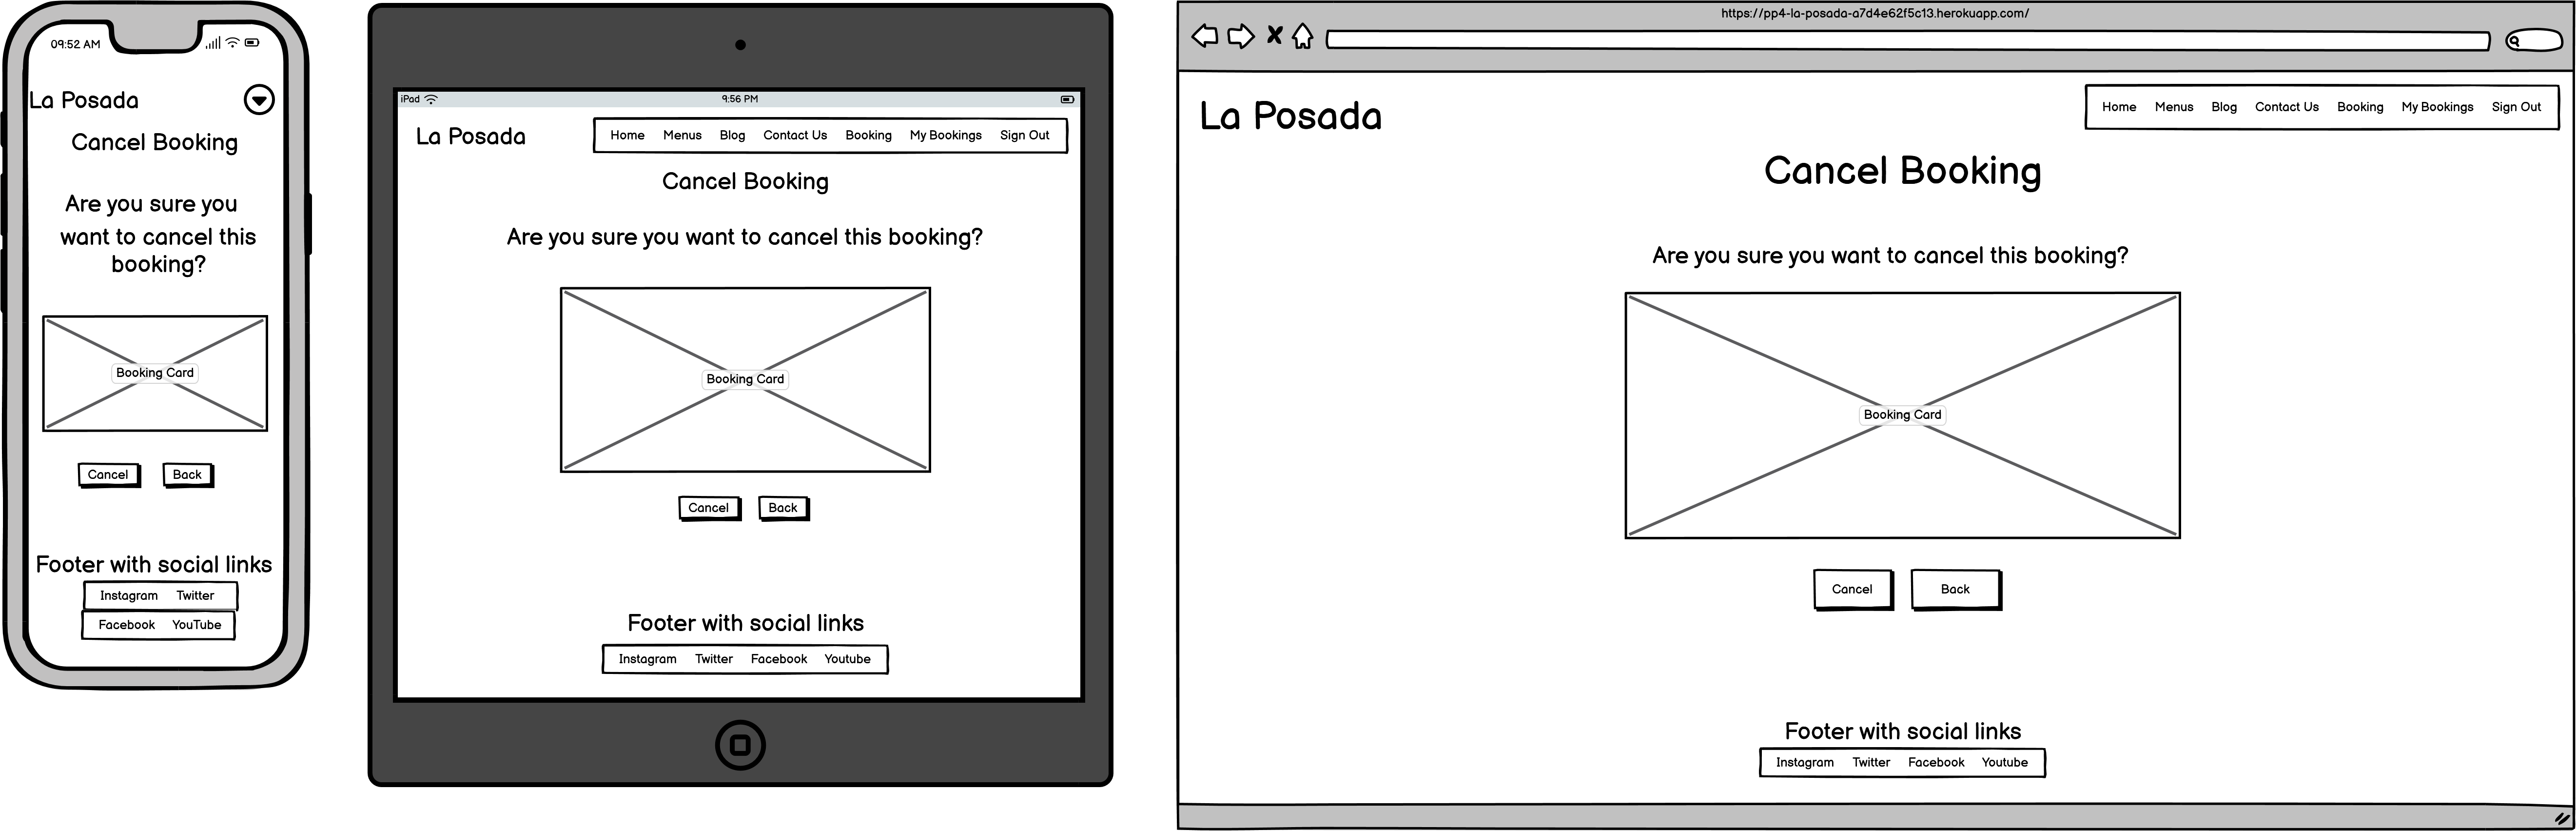 09:52 AM
La Posada
Cancel Booking
Are you sure you
want to cancel this
booking?
Booking Card
Cancel Back
Footer with social links
Instagram Twitter
Facebook YouTube
iPad 9:56 PM
La Posada
Home Menus Blog Contact Us Booking My Bookings Sign Out
Cancel Booking
Are you sure you want to cancel this booking?
Booking Card
Cancel Back
Footer with social links
Instagram Twitter Facebook Youtube
https://pp4-la-posada-a7d4e62f5c13.herokuapp.com/
La Posada
Home Menus Blog Contact Us Booking My Bookings Sign Out
Cancel Booking
Are you sure you want to cancel this booking?
Booking Card
Cancel Back
Footer with social links
Instagram Twitter Facebook Youtube